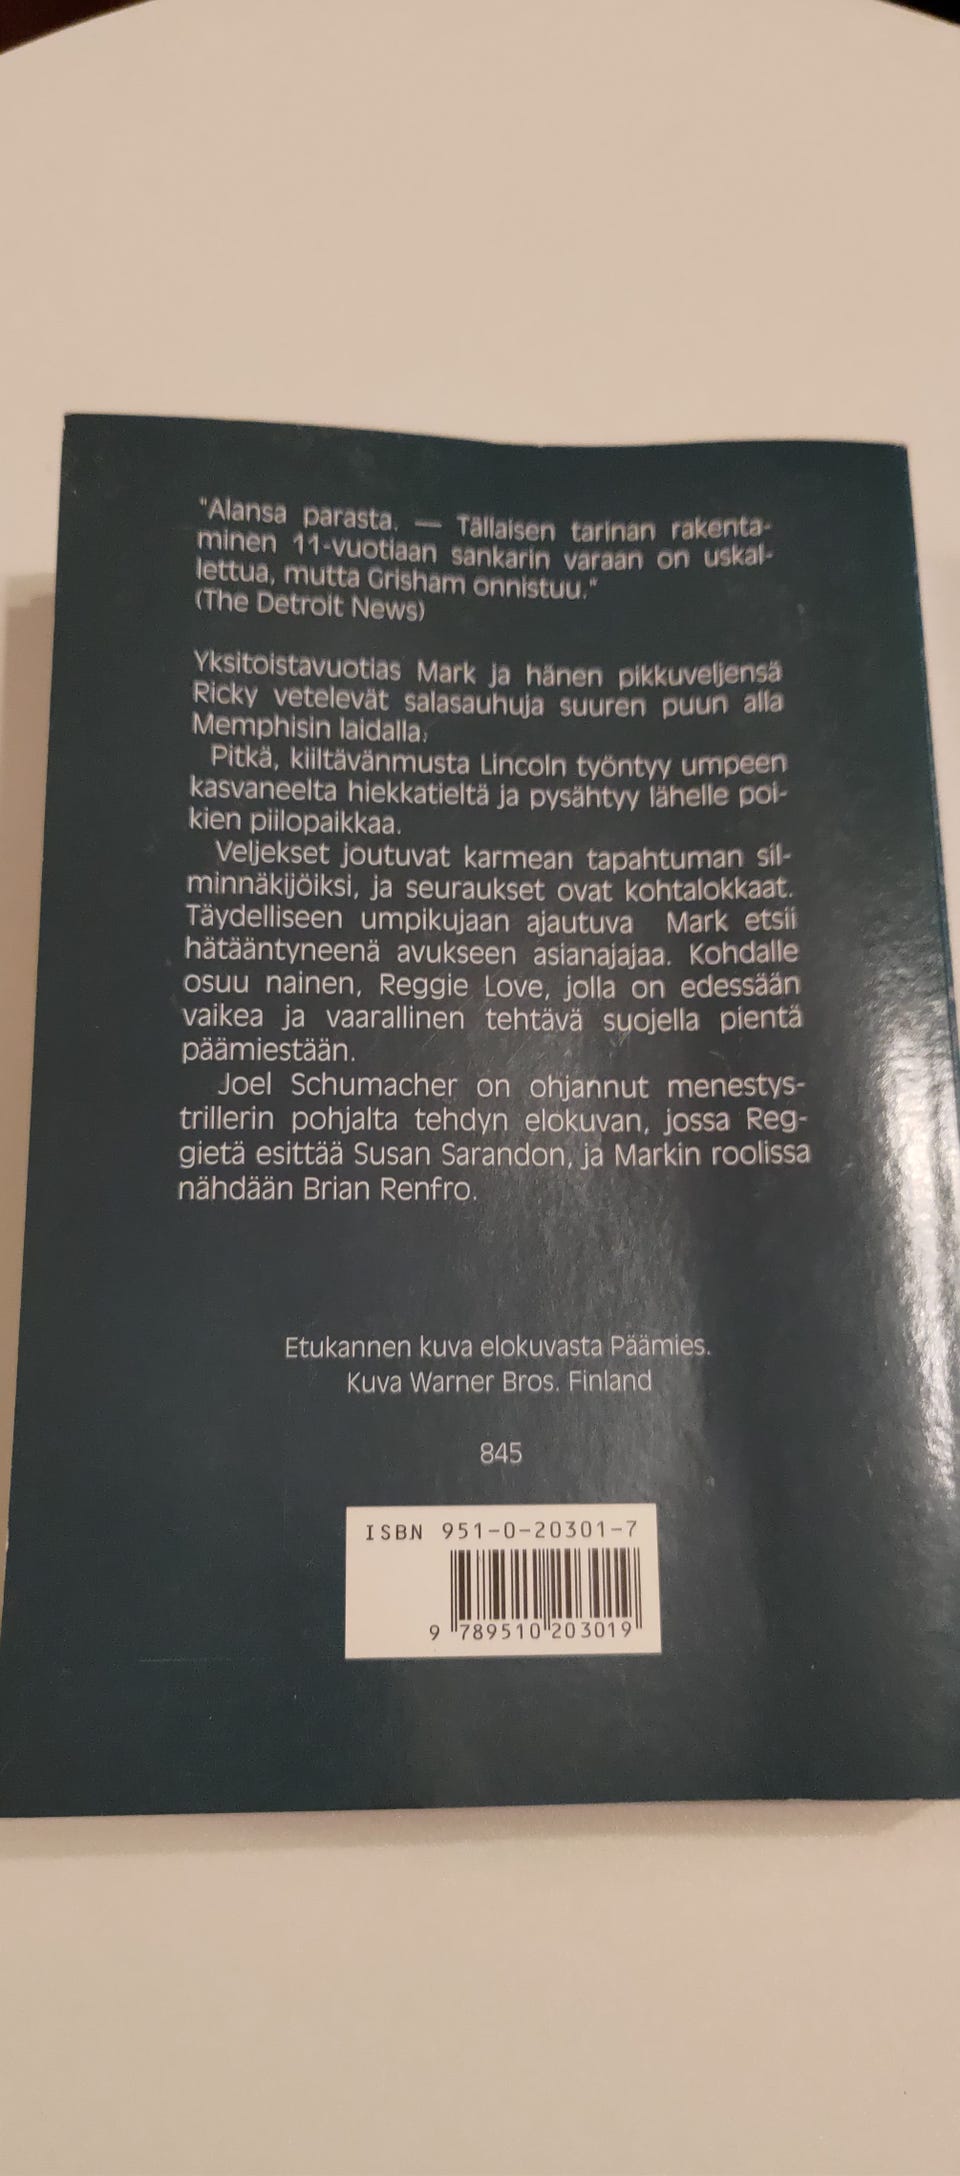 "Alansa parasta. — Tällaisen tarinan rakenta-
minen 11-vuotiaan sankarin varaan on uskal-
lettua, mutta Grisham onnistuu."
(The Detroit News)
Yksitoistavuotias Mark ja hänen pikkuveljensä
Ricky vetelevät salasauhuja suuren puun alla
Memphisin laidalla.
Pitkä, kiiltävänmusta Lincoln työntyy umpeen
kasvaneelta hiekkatieltä ja pysähtyy lähelle poi-
kien piilopaikkaa.
Veljekset joutuvat karmean tapahtuman sil-
minnäkijöiksi, ja seuraukset ovat kohtalokkaat.
Täydelliseen umpikujaan ajautuva Mark etsii
hätääntyneenä avukseen asianajajaa. Kohdalle
osuu nainen, Reggie Love, jolla on edessään
vaikea ja vaarallinen tehtävä suojella pientä
päämiestään.
Joel Schumacher on ohjannut menestys-
trillerin pohjalta tehdyn elokuvan, jossa Reg-
gietä esittää Susan Sarandon, ja Markin roolissa
nähdään Brian Renfro.
Etukannen kuva elokuvasta Päämies.
Kuva Warner Bros. Finland
845
ISBN 951-0-20301-7
9 789510 203019